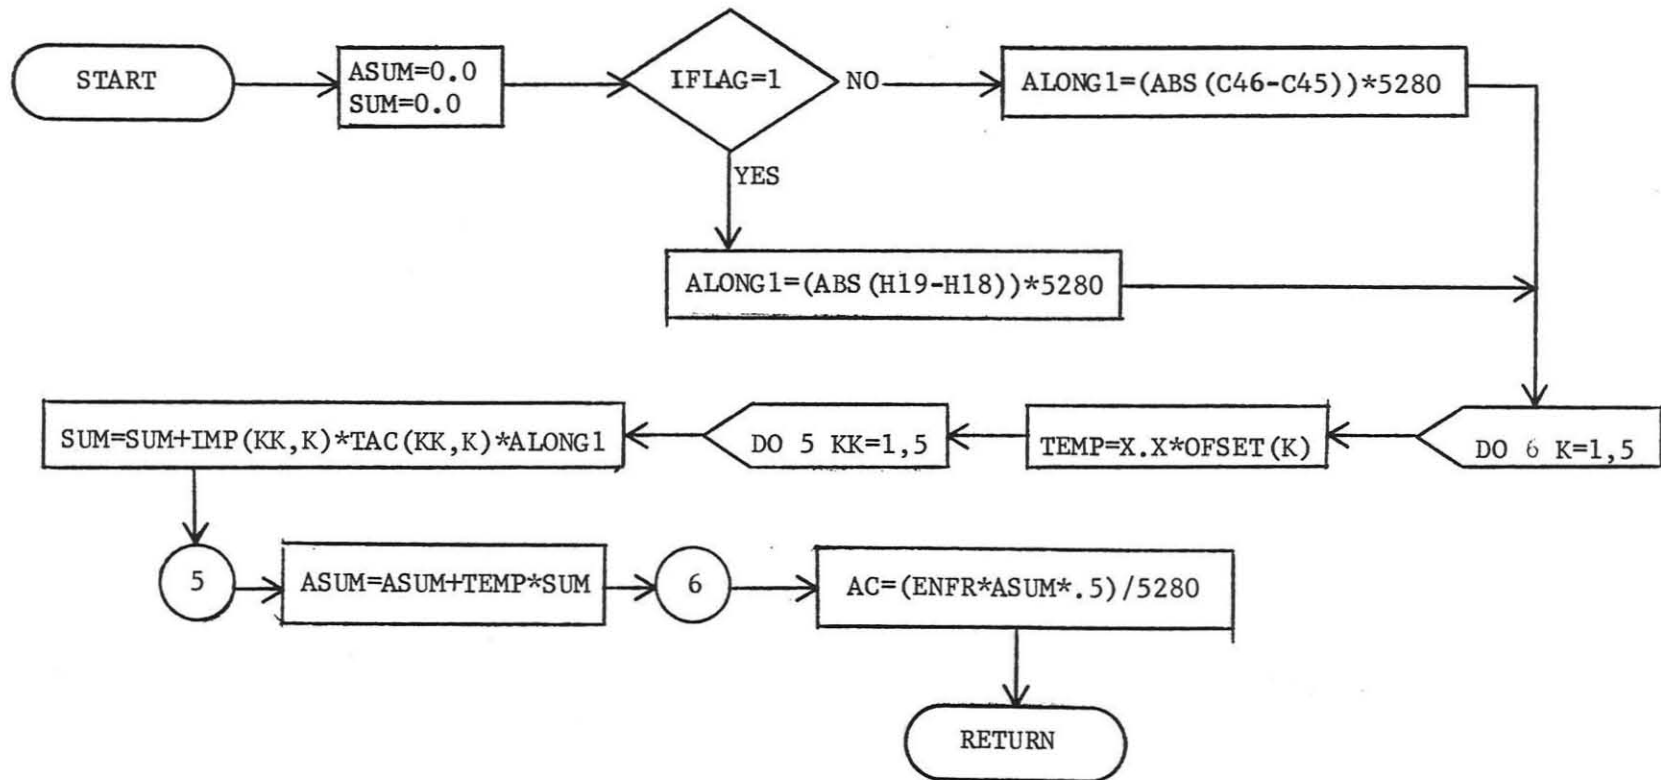 START
ASUM=0.0
SUM=0.0
IFLAG=1
NO
ALONG1=(ABS(C46-C45))*5280
YES
ALONG1=(ABS(H19-H18))*5280
DO 6 K=1,5
TEMP=X.X*OFSET(K)
DO 5 KK=1,5
SUM=SUM+IMP(KK,K)*TAC(KK,K)*ALONG1
5
ASUM=ASUM+TEMP*SUM
6
AC=(ENFR*ASUM*.5)/5280
RETURN